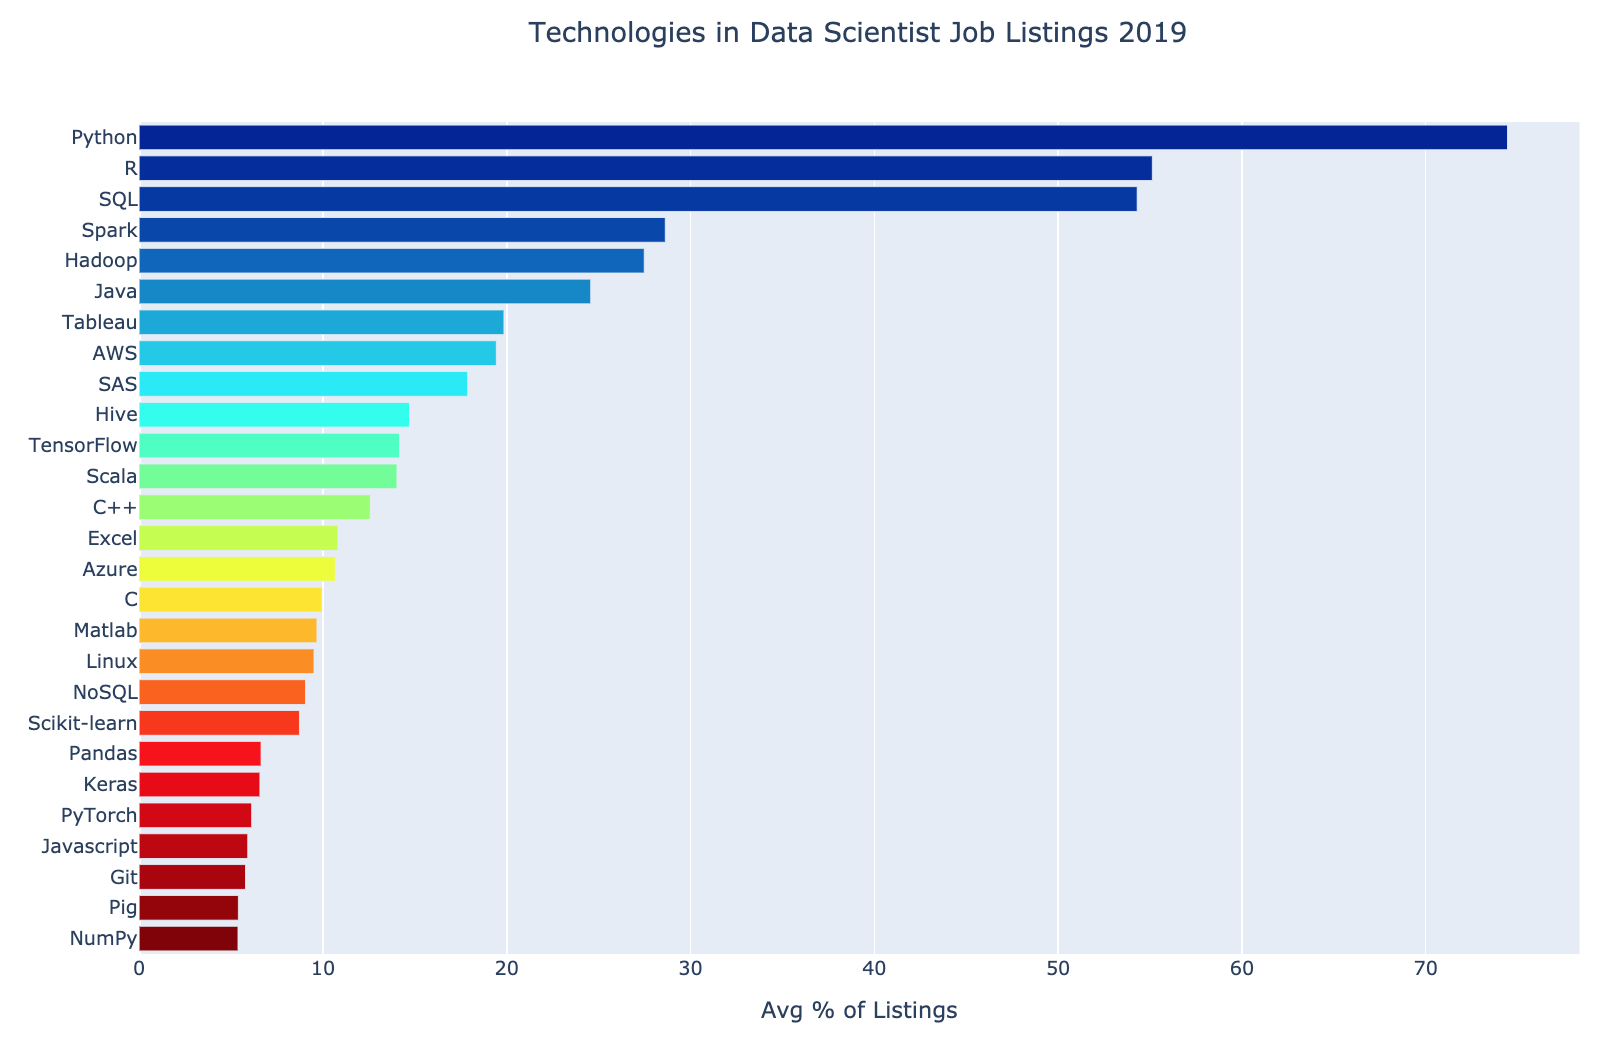 Technologies in Data Scientist Job Listings 2019
Python
R
SQL
Spark
Hadoop
Java
Tableau
AWS
SAS
Hive
TensorFlow
Scala
C++
Excel
Azure
C
Matlab
Linux
NoSQL
Scikit-learn
Pandas
Keras
PyTorch
Javascript
Git
Pig
NumPy
0 10 20 30 40 50 60 70
Avg % of Listings